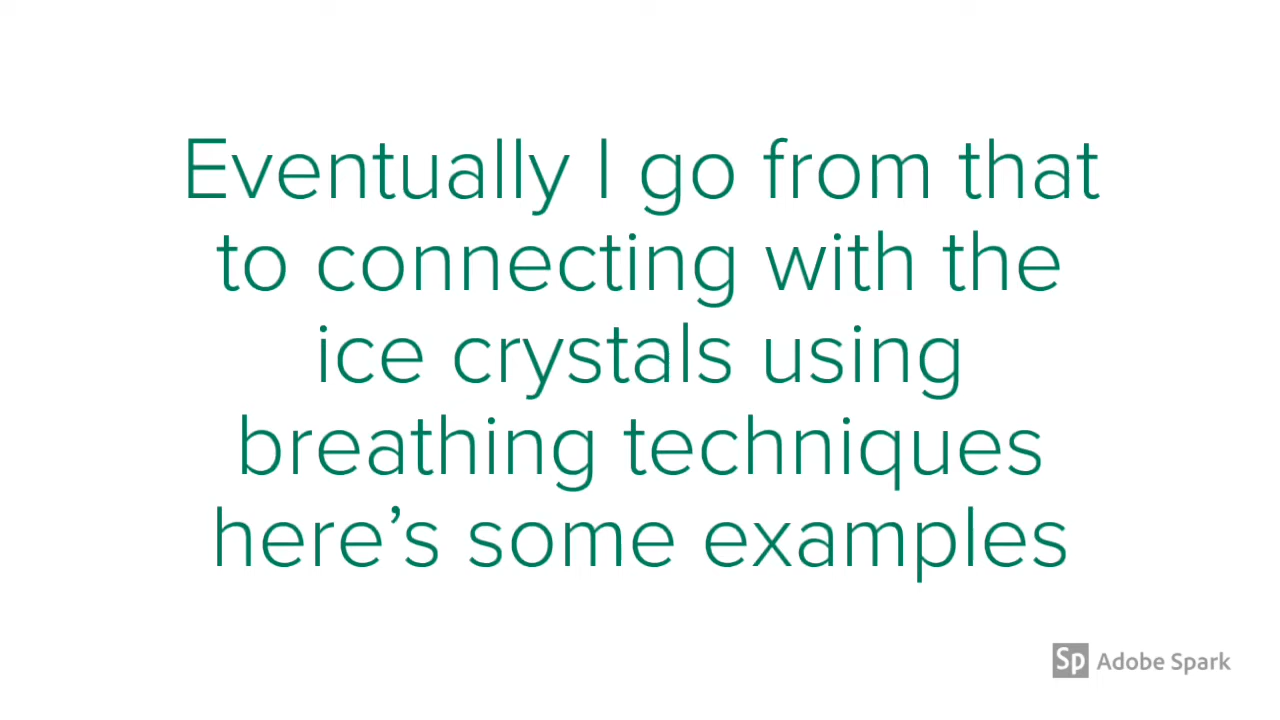 Eventually I go from that
to connecting with the
ice crystals using
breathing techniques
here’s some examples
Sp Adobe Spark